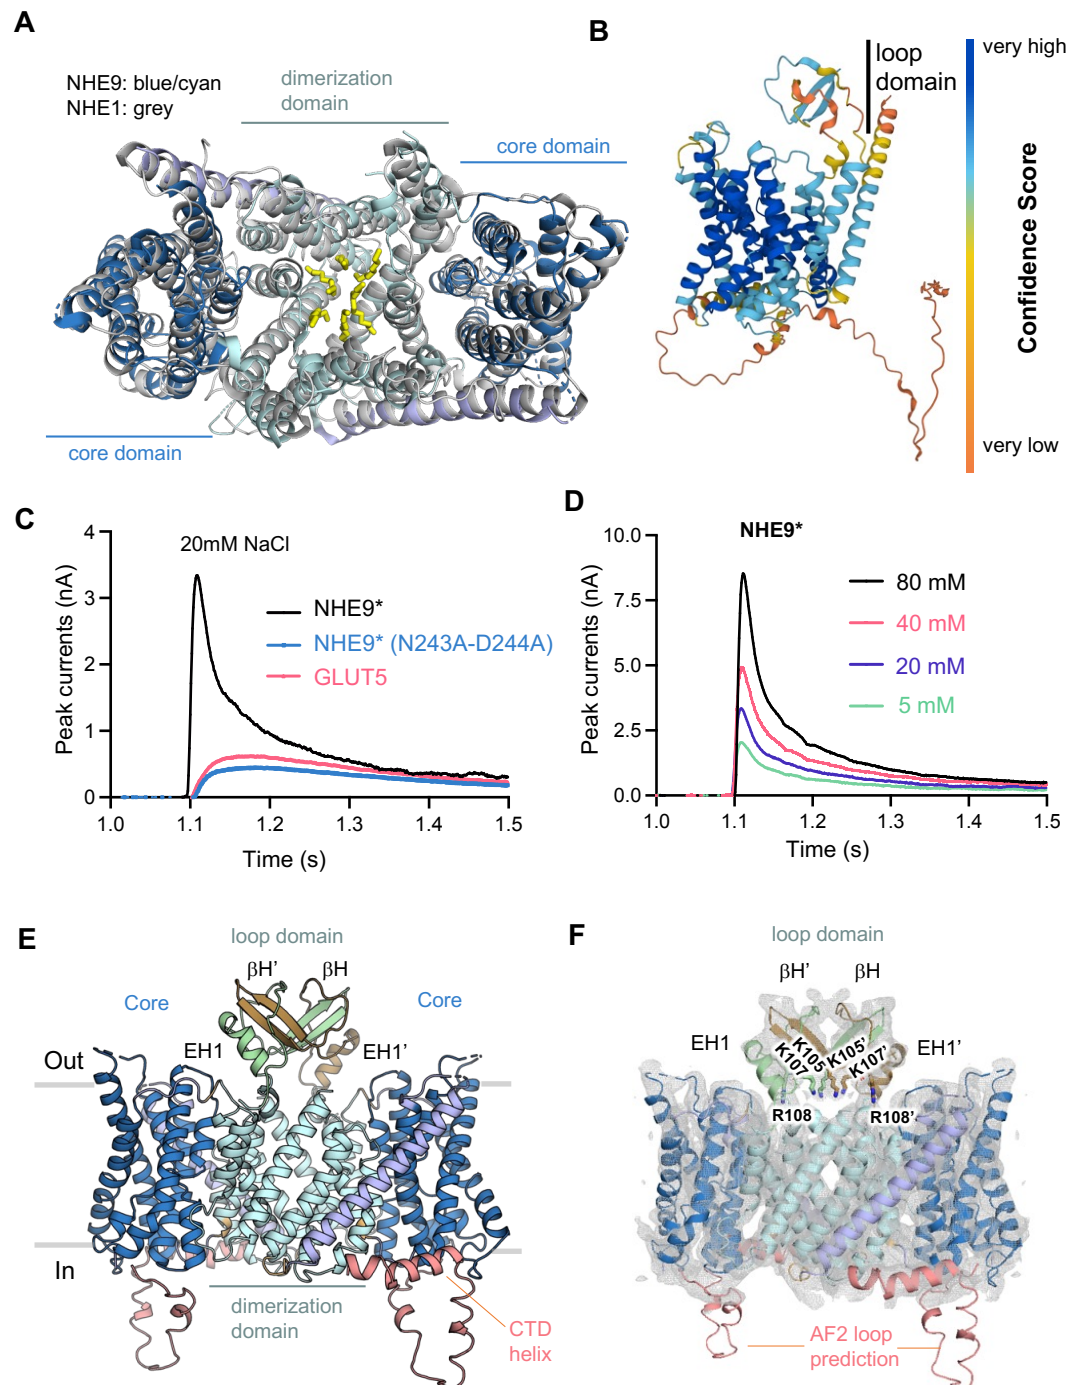 A
NHE9: blue/cyan
NHE1: grey
dimerization
domain
core domain
core domain
B
loop
domain
very high
Confidence Score
very low
C
4
3
2
1
0
Peak currents (nA)
20mM NaCl
NHE9*
NHE9* (N243A-D244A)
GLUT5
1.0
1.1
1.2
1.3
1.4
1.5
Time (s)
D
NHE9*
10.0
7.5
5.0
2.5
0.0
Peak currents (nA)
80 mM
40 mM
20 mM
5 mM
1.0
1.1
1.2
1.3
1.4
1.5
Time (s)
E
loop domain
βH’
βH
Core
Core
EH1
EH1’
Out
In
dimerization
domain
CTD
helix
F
loop domain
βH’
βH
EH1
EH1’
K107
K105
K105’
K107’
R108
R108’
AF2 loop
prediction